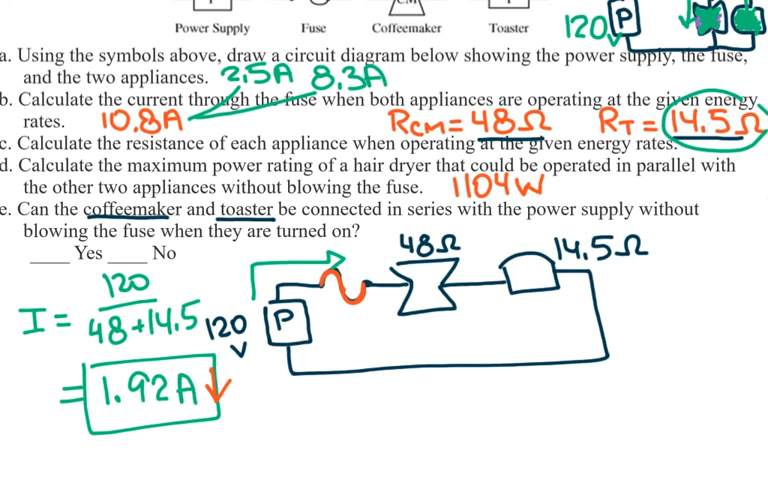 CM
120 P
V
Power Supply Fuse Coffeemaker Toaster
a. Using the symbols above, draw a circuit diagram below showing the power supply, the fuse,
and the two appliances. 2.5A 8.3A
b. Calculate the current through the fuse when both appliances are operating at the given energy
rates. 10.8A RCM = 48Ω RT = 14.5Ω
c. Calculate the resistance of each appliance when operating at the given energy rates.
d. Calculate the maximum power rating of a hair dryer that could be operated in parallel with
the other two appliances without blowing the fuse. 1104W
e. Can the coffeemaker and toaster be connected in series with the power supply without
blowing the fuse when they are turned on?
____ Yes ____ No
48Ω 14.5Ω
I = 120
48+14.5
120 P
V
= 1.92A ↓